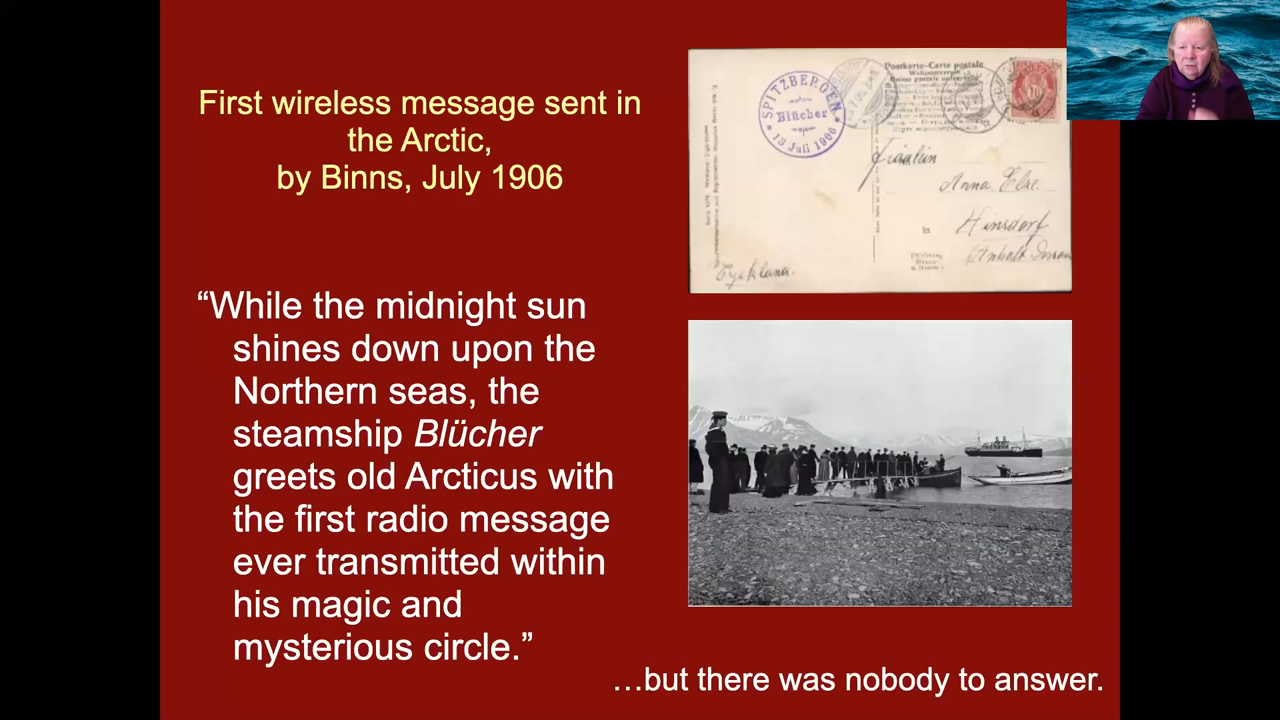 First wireless message sent in
the Arctic,
by Binns, July 1906
“While the midnight sun
shines down upon the
Northern seas, the
steamship Blücher
greets old Arcticus with
the first radio message
ever transmitted within
his magic and
mysterious circle.”
…but there was nobody to answer.
SPITZBERGEN
Blücher
13 Juli 1906
Postkarte-Carte postale
Weltpostverein
Fräulein
Anna
in